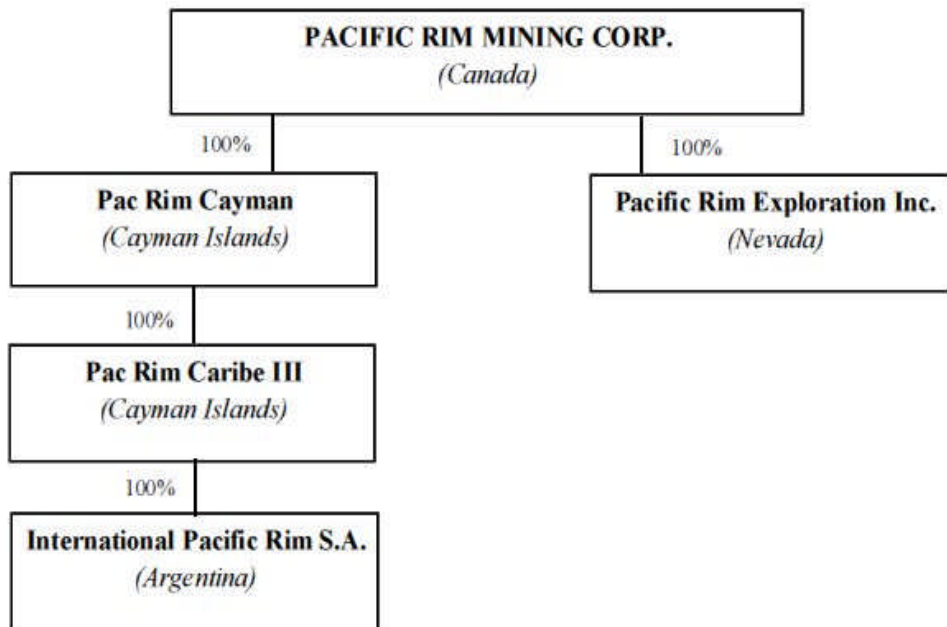 PACIFIC RIM MINING CORP.
(Canada)
100%
100%
Pac Rim Cayman
(Cayman Islands)
Pacific Rim Exploration Inc.
(Nevada)
100%
Pac Rim Caribe III
(Cayman Islands)
100%
International Pacific Rim S.A.
(Argentina)